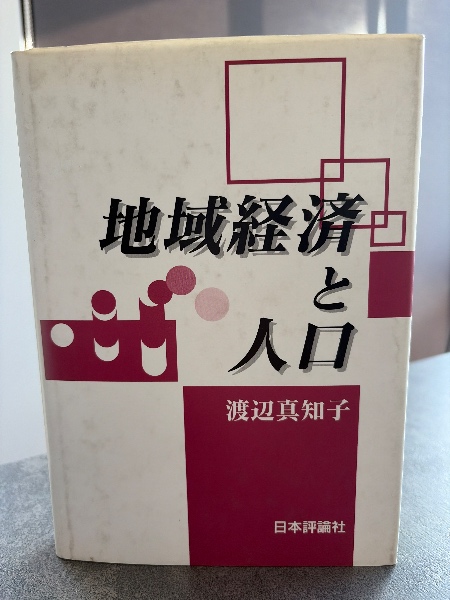 地域経済
と
人口
渡辺真知子
日本評論社